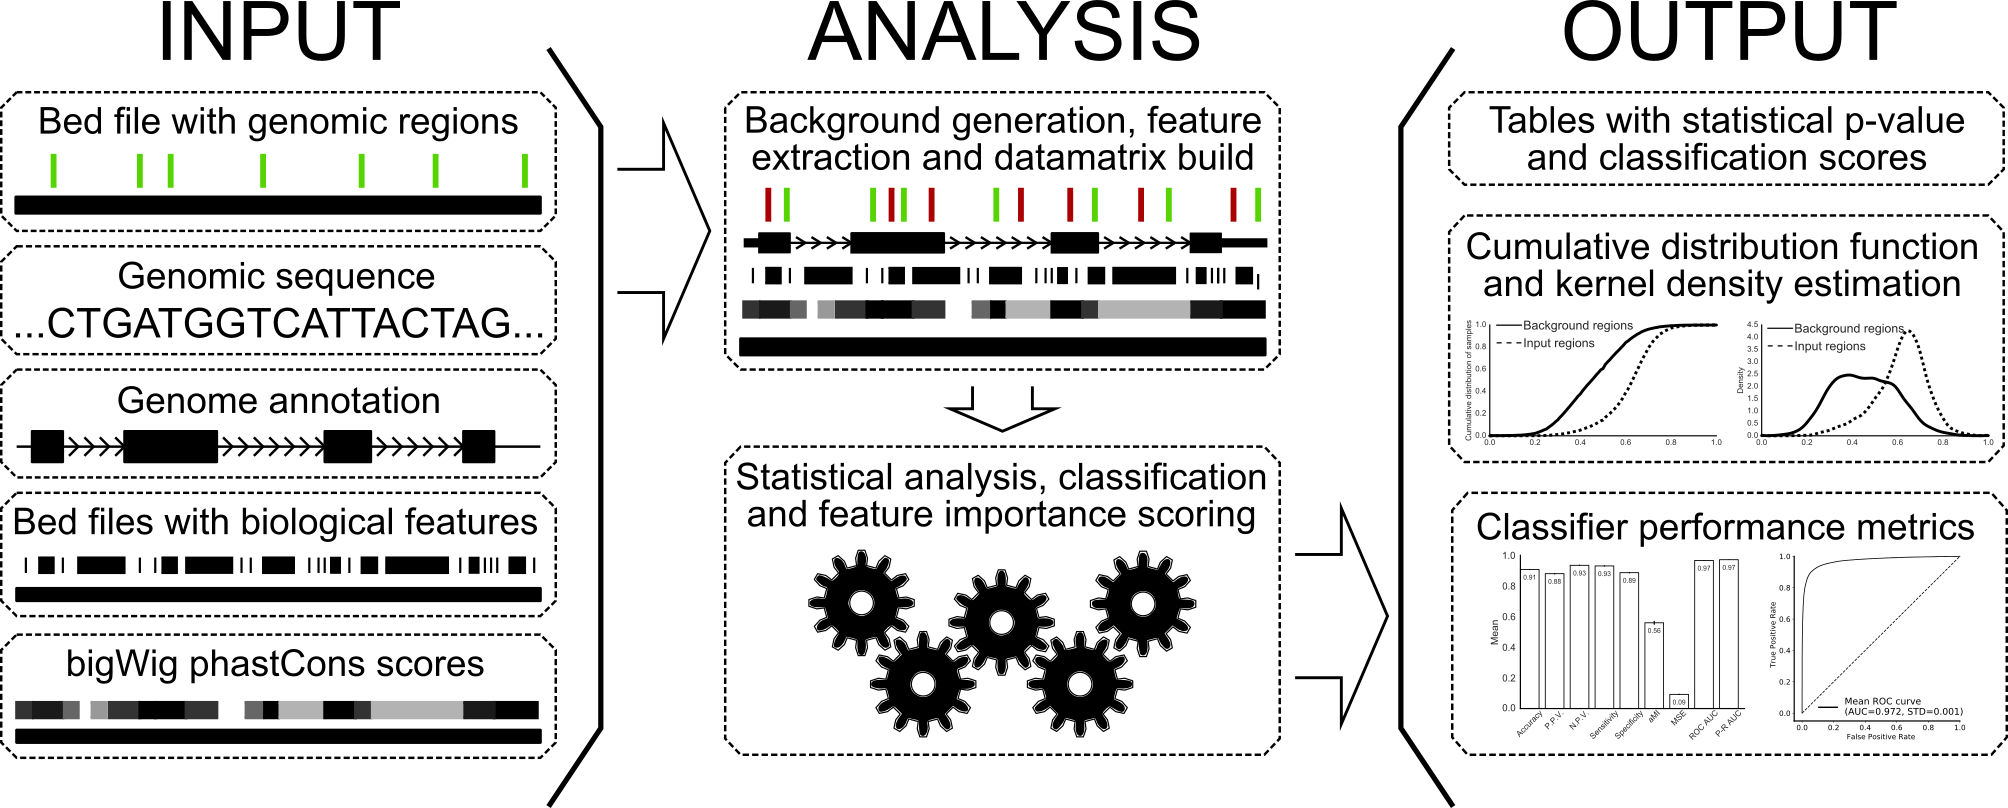 INPUT
Bed file with genomic regions
Genomic sequence
...CTGATGGTCATTACTAG...
Genome annotation
Bed files with biological features
bigWig phastCons scores
ANALYSIS
Background generation, feature
extraction and datamatrix build
Statistical analysis, classification
and feature importance scoring
OUTPUT
Tables with statistical p-value
and classification scores
Cumulative distribution function
and kernel density estimation
Cumulative distribution of samples
1.0
0.8
0.6
0.4
0.2
0.0
Background regions
Input regions
0.0 0.2 0.4 0.6 0.8 1.0
Density
4.5
4.0
3.5
3.0
2.5
2.0
1.5
1.0
0.5
0.0
Background regions
Input regions
0.0 0.2 0.4 0.6 0.8 1.0
Classifier performance metrics
Mean
1.0
0.8
0.6
0.4
0.2
0.0
0.91 0.88 0.93 0.93 0.89 0.56 0.09 0.97 0.97
Accuracy P.P.V. N.P.V. Sensitivity Specificity aMI MSE ROC AUC P-R AUC
True Positive Rate
1.0
0.8
0.6
0.4
0.2
0.0
Mean ROC curve
(AUC=0.972, STD=0.001)
0.0 0.2 0.4 0.6 0.8 1.0
False Positive Rate